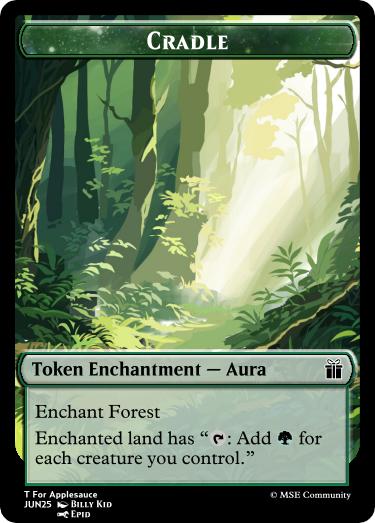 Cradle
Token Enchantment — Aura
Enchant Forest
Enchanted land has “: Add for
each creature you control.”
T For Applesauce
JUN25 Billy Kid
Epid
© MSE Community